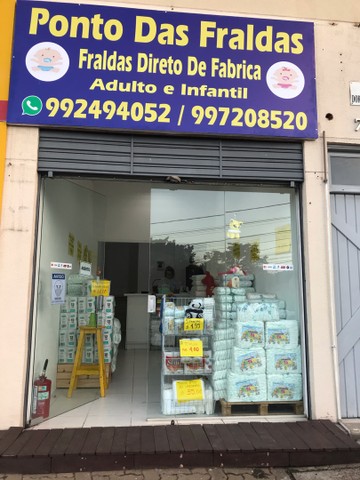 Ponto Das Fraldas
Fraldas Direto De Fabrica
Adulto e Infantil
992494052 / 997208520